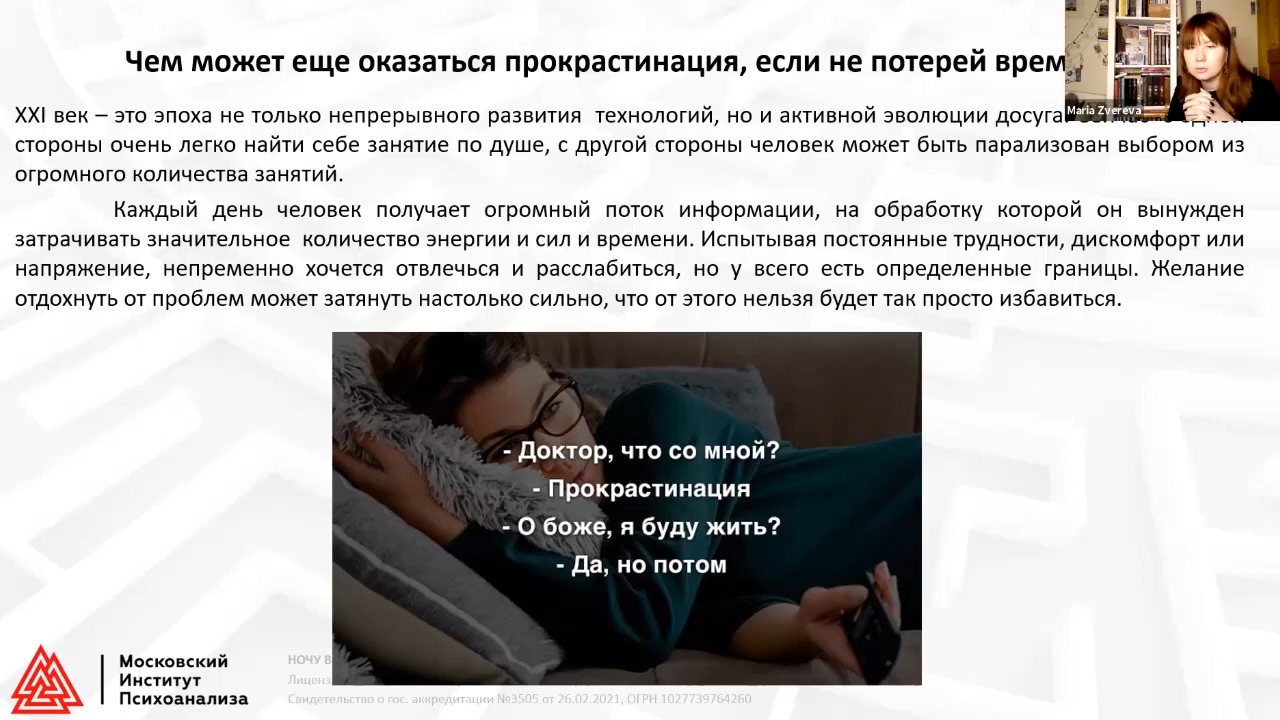 Чем может еще оказаться прокрастинация, если не потерей врем
Maria Zvereva
XXI век – это эпоха не только непрерывного развития технологий, но и активной эволюции досуга.
стороны очень легко найти себе занятие по душе, с другой стороны человек может быть парализован выбором из
огромного количества занятий.
Каждый день человек получает огромный поток информации, на обработку которой он вынужден
затрачивать значительное количество энергии и сил и времени. Испытывая постоянные трудности, дискомфорт или
напряжение, непременно хочется отвлечься и расслабиться, но у всего есть определенные границы. Желание
отдохнуть от проблем может затянуть настолько сильно, что от этого нельзя будет так просто избавиться.
- Доктор, что со мной?
- Прокрастинация
- О боже, я буду жить?
- Да, но потом
Московский
Институт
Психоанализа
НОЧУ В
Лиценз
Свидетельство о гос. аккредитации №3505 от 26.02.2021, ОГРН 1027739764260